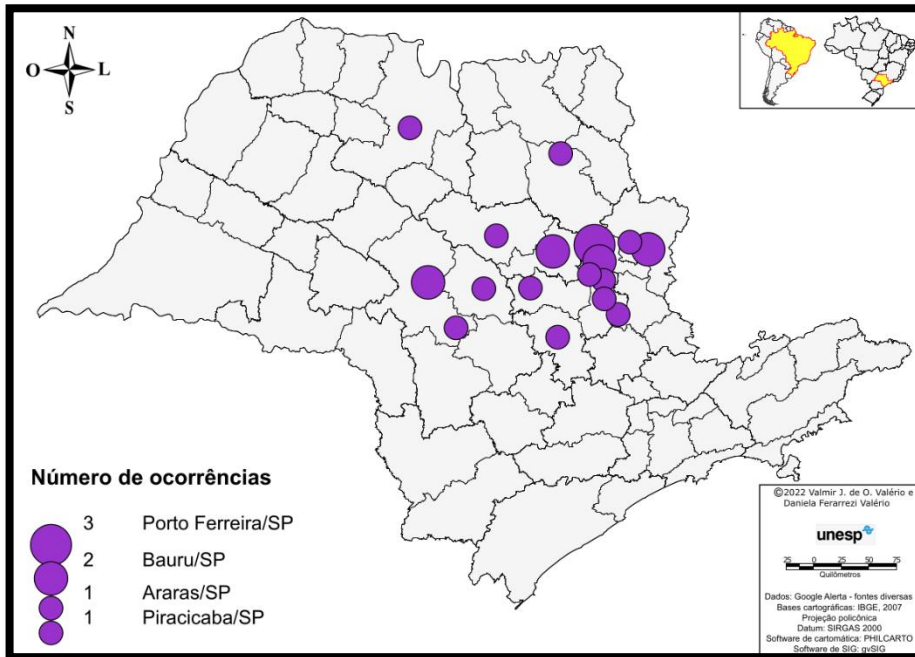 N
O L
S
Número de ocorrências
3 Porto Ferreira/SP
2 Bauru/SP
1 Araras/SP
1 Piracicaba/SP
©2022 Valmir J. de O. Valério e
Daniela Ferarrezi Valério
unesp
25 0 25 50 75
Quilômetros
Dados: Google Alerta - fontes diversas
Bases cartográficas: IBGE, 2007
Projeção policônica
Datum: SIRGAS 2000
Software de cartomática: PHILCARTO
Software de SIG: gvSIG